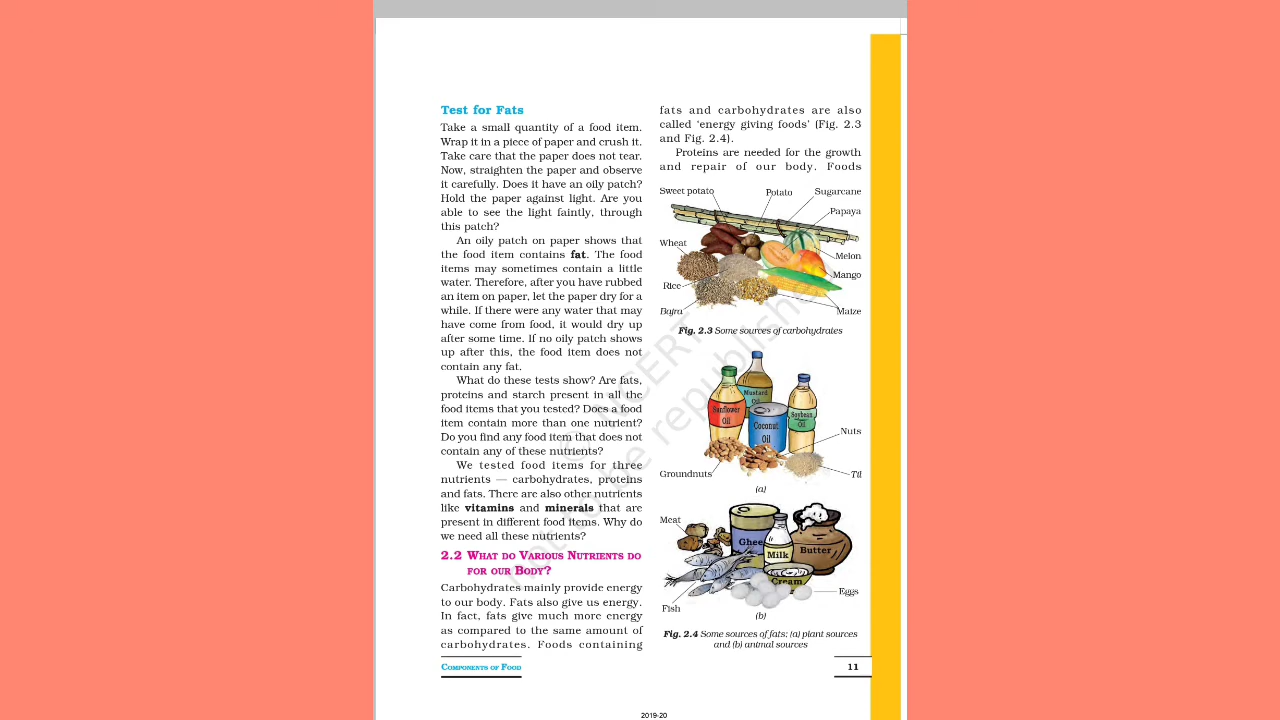 Test for Fats
Take a small quantity of a food item.
Wrap it in a piece of paper and crush it.
Take care that the paper does not tear.
Now, straighten the paper and observe
it carefully. Does it have an oily patch?
Hold the paper against light. Are you
able to see the light faintly, through
this patch?
An oily patch on paper shows that
the food item contains fat. The food
items may sometimes contain a little
water. Therefore, after you have rubbed
an item on paper, let the paper dry for a
while. If there were any water that may
have come from food, it would dry up
after some time. If no oily patch shows
up after this, the food item does not
contain any fat.
What do these tests show? Are fats,
proteins and starch present in all the
food items that you tested? Does a food
item contain more than one nutrient?
Do you find any food item that does not
contain any of these nutrients?
We tested food items for three
nutrients — carbohydrates, proteins
and fats. There are also other nutrients
like vitamins and minerals that are
present in different food items. Why do
we need all these nutrients?
2.2 What do Various Nutrients do
for our Body?
Carbohydrates mainly provide energy
to our body. Fats also give us energy.
In fact, fats give much more energy
as compared to the same amount of
carbohydrates. Foods containing
fats and carbohydrates are also
called ‘energy giving foods’ (Fig. 2.3
and Fig. 2.4).
Proteins are needed for the growth
and repair of our body. Foods
Sweet potato
Potato
Sugarcane
Papaya
Wheat
Melon
Mango
Rice
Bajra
Maize
Fig. 2.3 Some sources of carbohydrates
Mustard
Oil
Sunflower
Oil
Soybean
Oil
Coconut
Oil
Nuts
Groundnuts
Til
(a)
Meat
Ghee
Milk
Butter
Cream
Eggs
Fish
(b)
Fig. 2.4 Some sources of fats: (a) plant sources
and (b) animal sources
© NCERT
not to be republished
Components of Food
11
2019-20